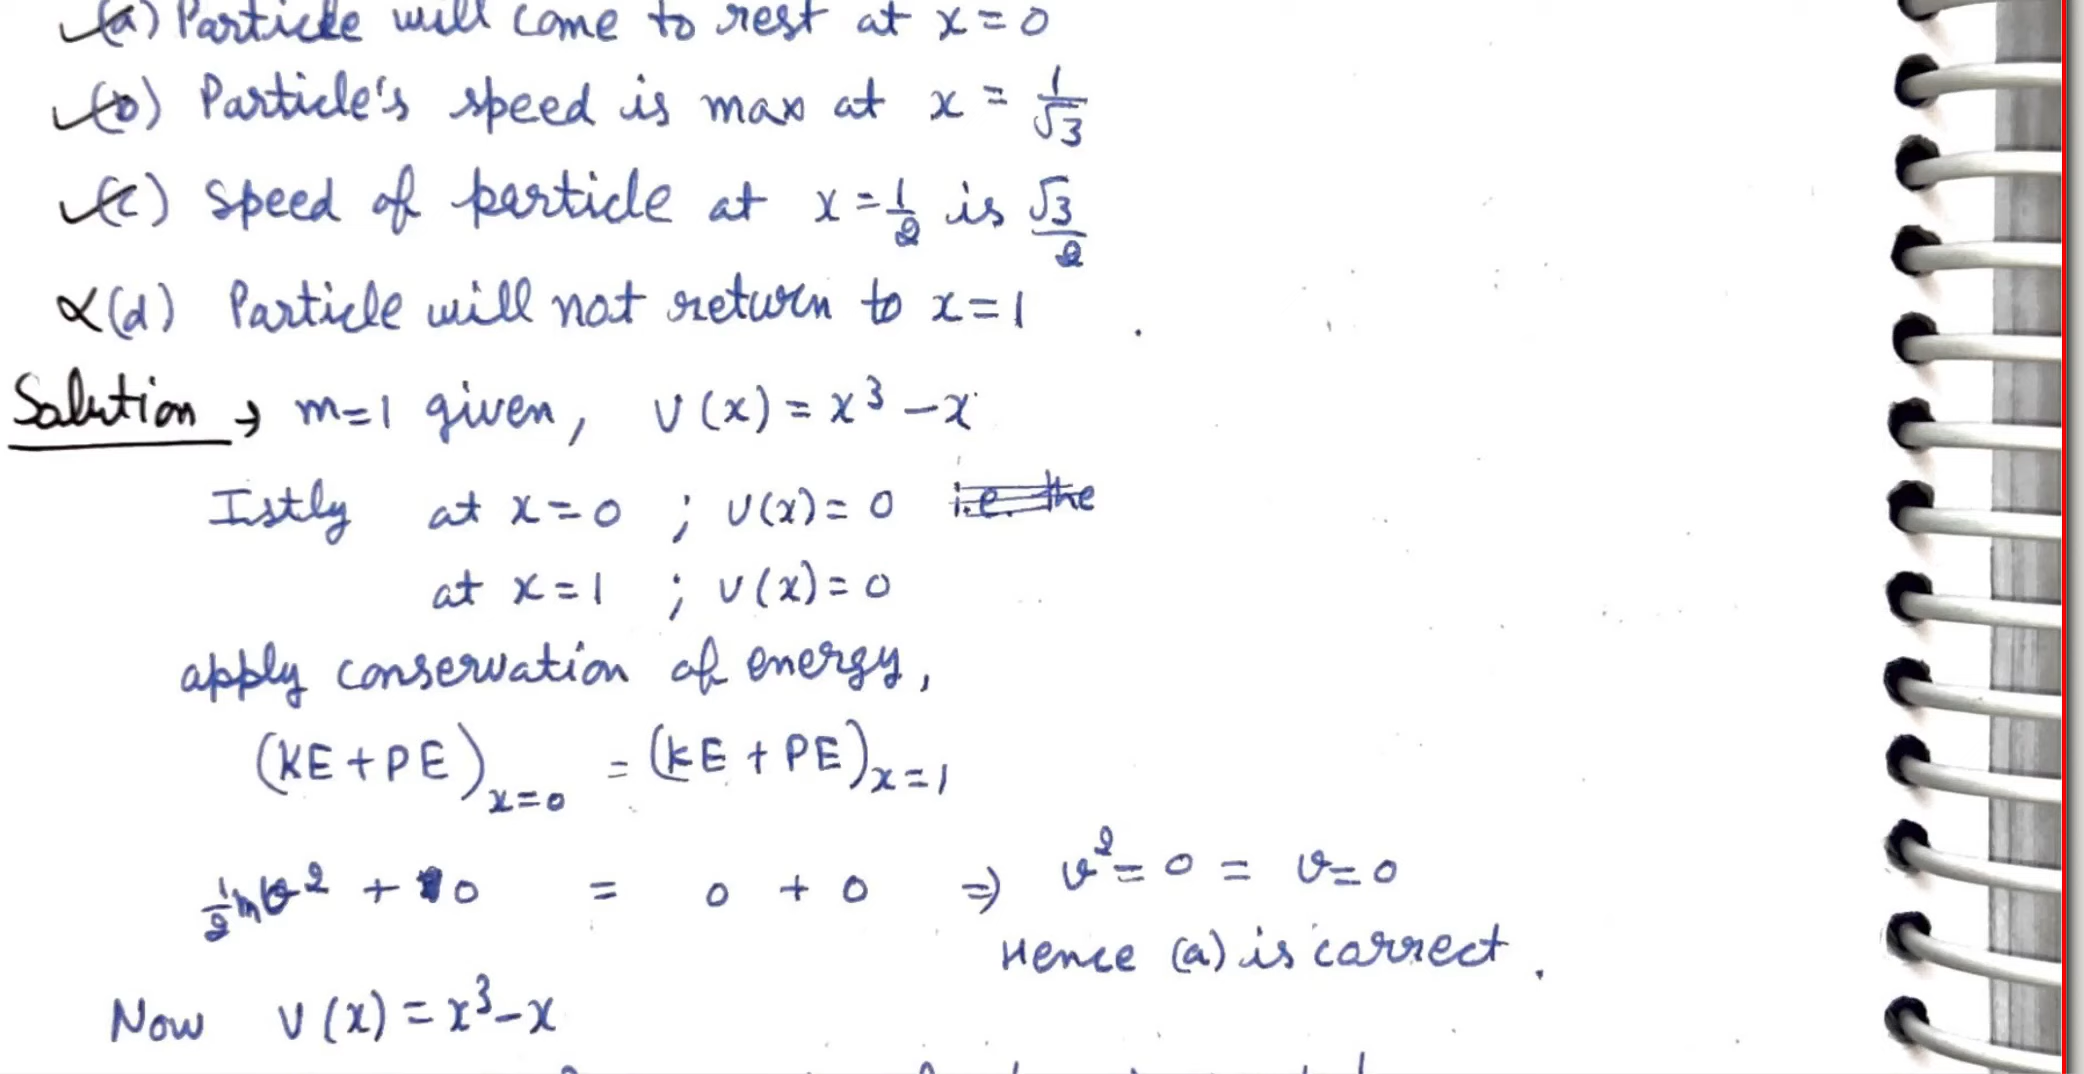 (a) Particle will come to rest at x = 0
(b) Particle's speed is max at x = 1/√3
(c) Speed of particle at x = 1/2 is √3/2
(d) Particle will not return to x = 1
Solution → m=1 given, V(x) = x³ - x
Istly at x = 0 ; V(x) = 0 i.e. the
at x = 1 ; V(x) = 0
apply conservation of energy,
(KE + PE)ₓ₌₀ = (KE + PE)ₓ₌₁
1/2 mv² + 0 = 0 + 0 ⇒ v² = 0 = v = 0
Hence (a) is correct.
Now V(x) = x³ - x